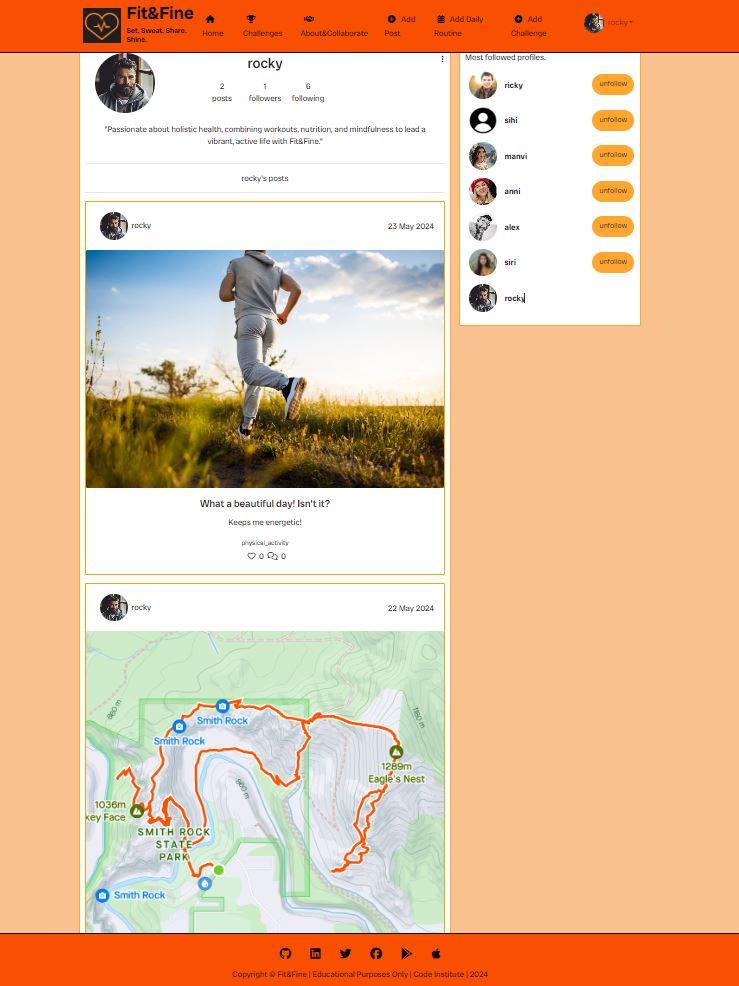 Fit&Fine
Set. Sweat. Share.
Shine.
Home
Challenges
About&Collaborate
Add
Post
Add Daily
Routine
Add
Challenge
rocky
rocky
2
posts
1
followers
6
following
"Passionate about holistic health, combining workouts, nutrition, and mindfulness to lead a
vibrant, active life with Fit&Fine."
rocky's posts
rocky
23 May 2024
What a beautiful day! Isn't it?
Keeps me energetic!
physical_activity
0 0
rocky
22 May 2024
860 m
1160 m
Smith Rock
Smith Rock
1289m
Eagle's Nest
960 m
1036m
key Face
SMITH ROCK
STATE
PARK
Smith Rock
Most followed profiles.
ricky unfollow
sihi unfollow
manvi unfollow
anni unfollow
alex unfollow
siri unfollow
rocky
Copyright © Fit&Fine | Educational Purposes Only | Code Institute | 2024